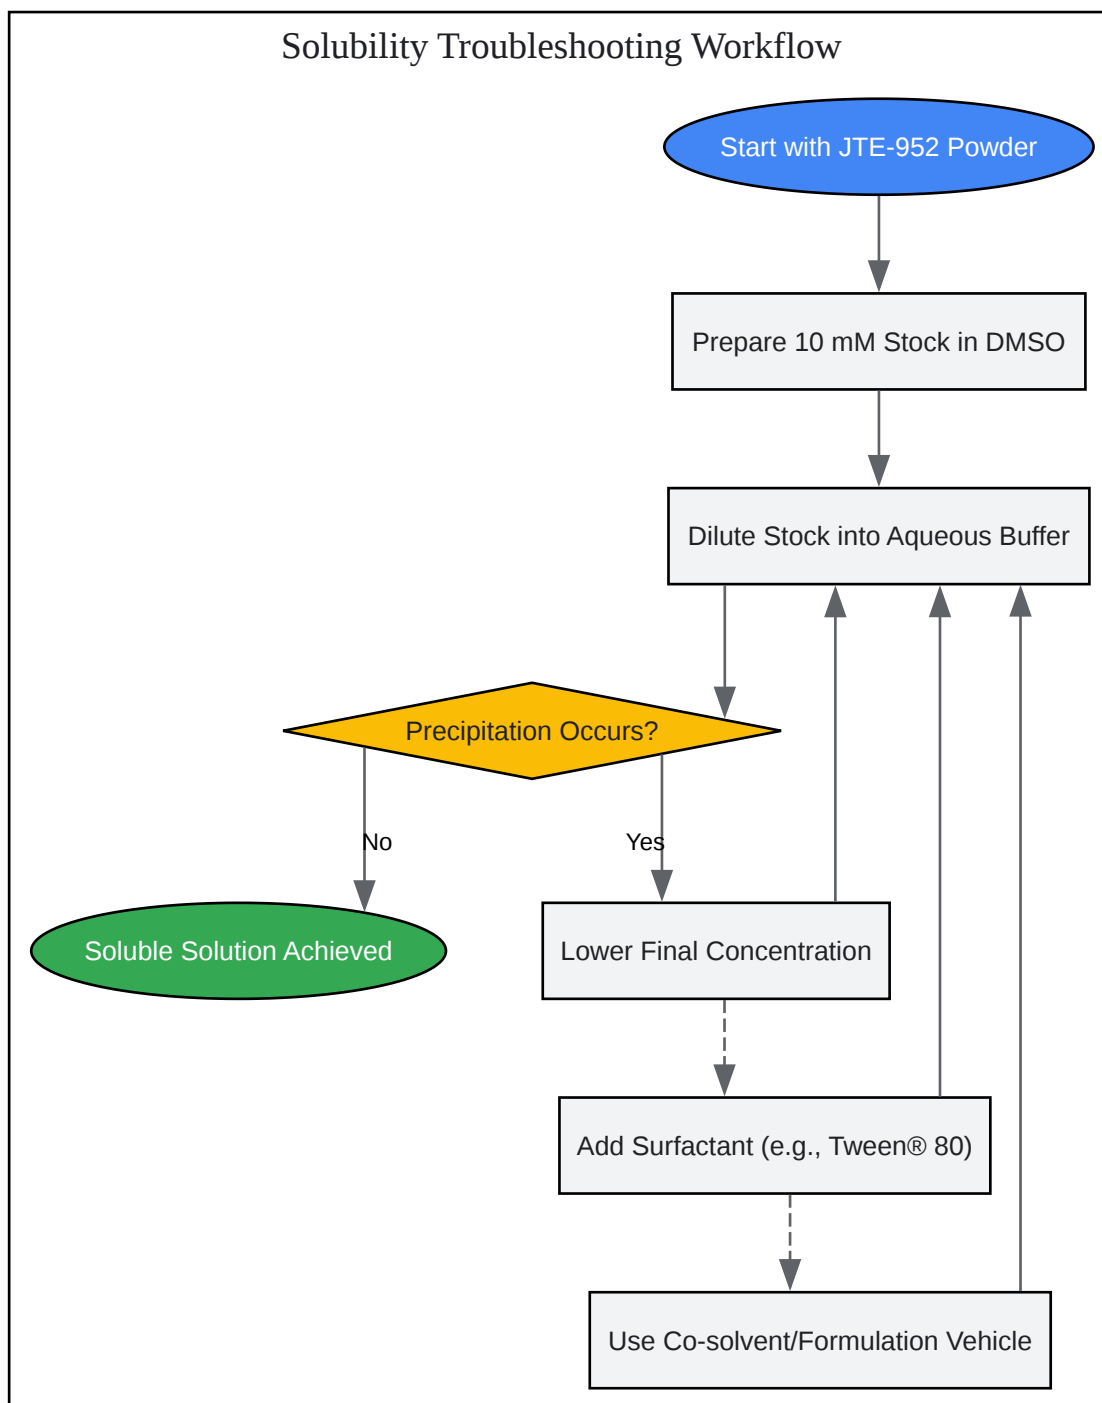 Solubility Troubleshooting Workflow
Start with JTE-952 Powder
Prepare 10 mM Stock in DMSO
Dilute Stock into Aqueous Buffer
Precipitation Occurs?
No
Yes
Soluble Solution Achieved
Lower Final Concentration
Add Surfactant (e.g., Tween® 80)
Use Co-solvent/Formulation Vehicle